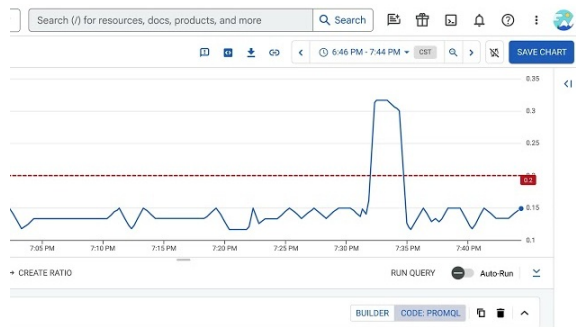 Search (/) for resources, docs, products, and more Search
6:46 PM - 7:44 PM CST SAVE CHART
0.35
0.3
0.25
0.2
0.15
0.1
7:05 PM 7:10 PM 7:15 PM 7:20 PM 7:25 PM 7:30 PM 7:35 PM 7:40 PM
+ CREATE RATIO RUN QUERY Auto-Run
BUILDER CODE: PROMQL